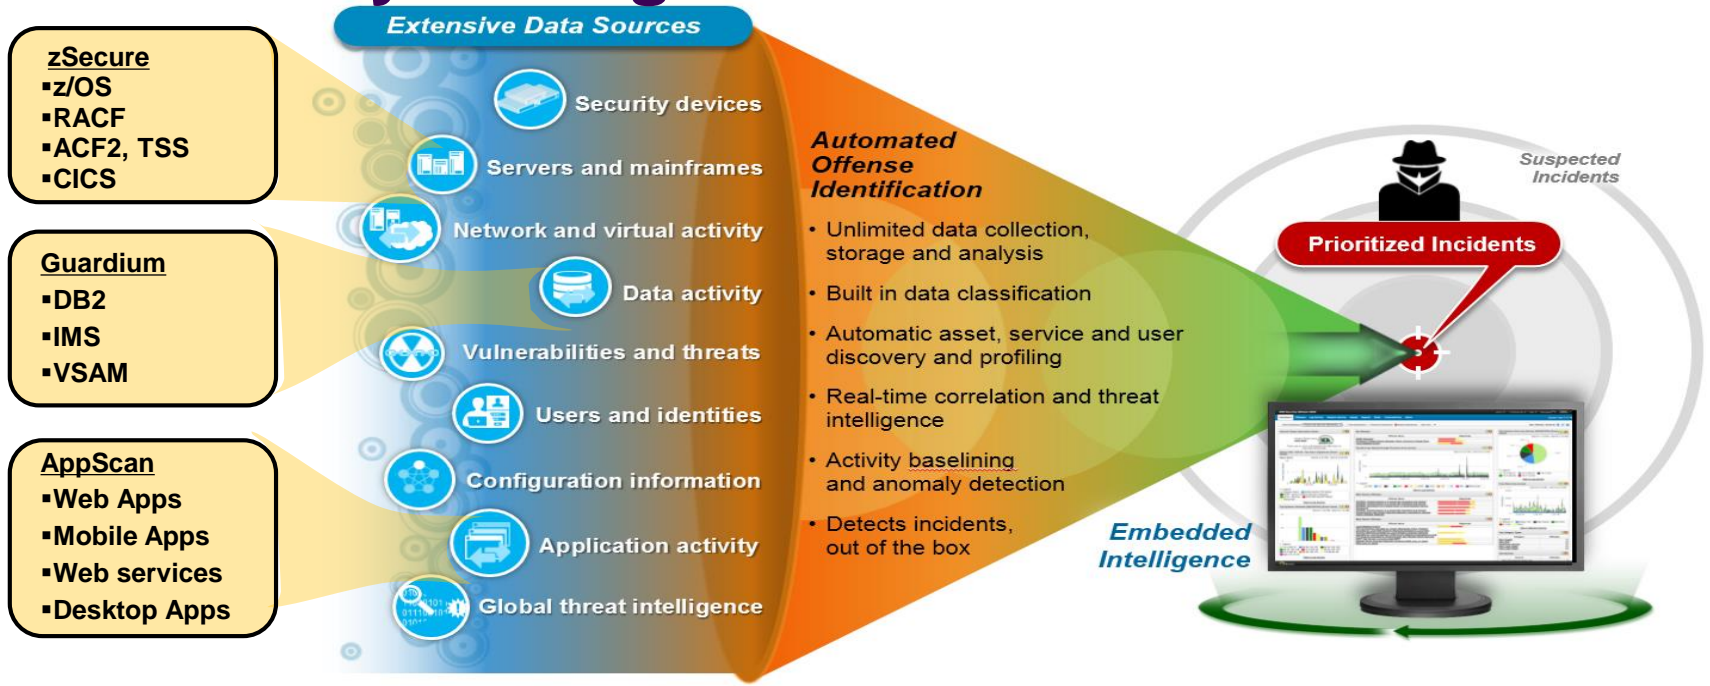 Extensive Data Sources
zSecure
▪z/OS
▪RACF
▪ACF2, TSS
▪CICS
Guardium
▪DB2
▪IMS
▪VSAM
AppScan
▪Web Apps
▪Mobile Apps
▪Web services
▪Desktop Apps
Security devices
Servers and mainframes
Network and virtual activity
Data activity
Vulnerabilities and threats
Users and identities
Configuration information
Application activity
Global threat intelligence
Automated
Offense
Identification
• Unlimited data collection,
storage and analysis
• Built in data classification
• Automatic asset, service and user
discovery and profiling
• Real-time correlation and threat
intelligence
• Activity baselining
and anomaly detection
• Detects incidents,
out of the box
Suspected
Incidents
Prioritized Incidents
Embedded
Intelligence